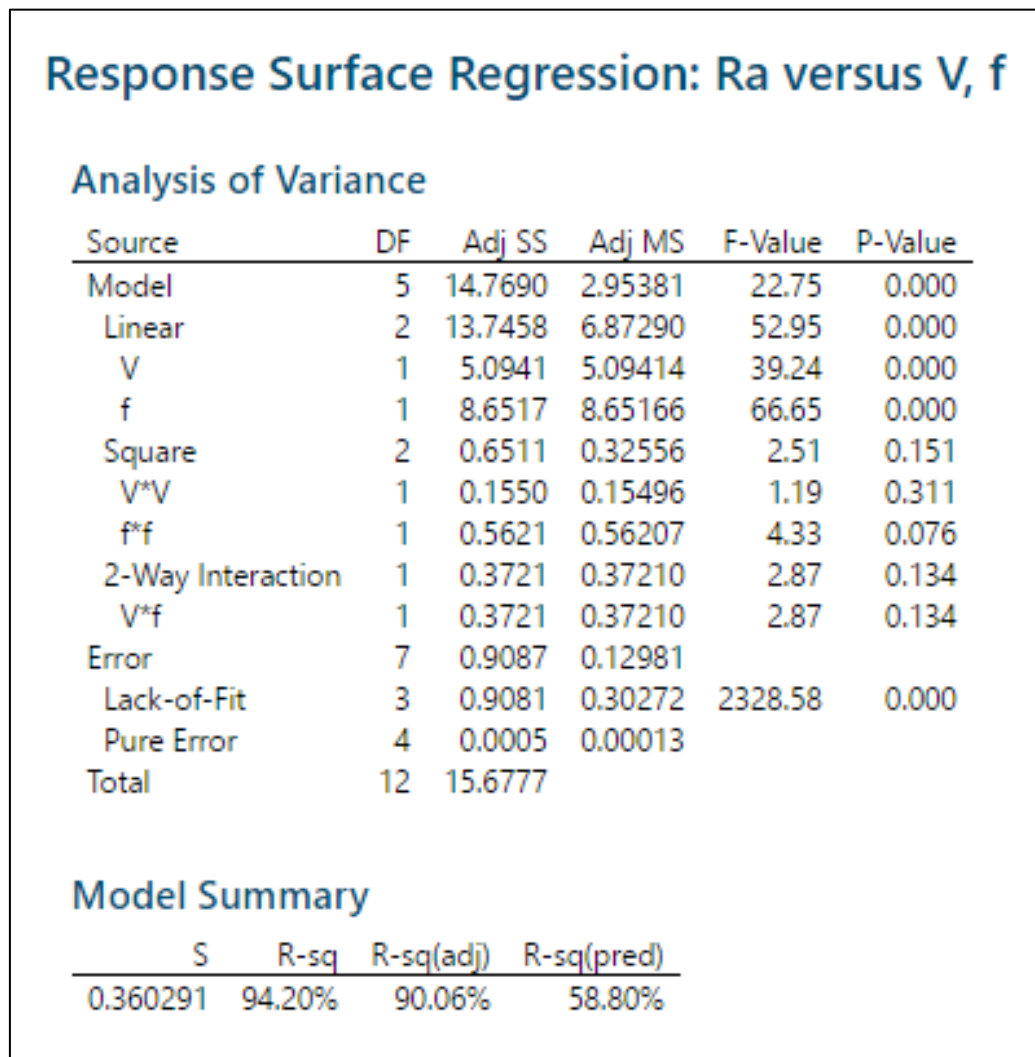 Response Surface Regression: Ra versus V, f
Analysis of Variance
Source DF Adj SS Adj MS F-Value P-Value
Model 5 14.7690 2.95381 22.75 0.000
Linear 2 13.7458 6.87290 52.95 0.000
V 1 5.0941 5.09414 39.24 0.000
f 1 8.6517 8.65166 66.65 0.000
Square 2 0.6511 0.32556 2.51 0.151
V*V 1 0.1550 0.15496 1.19 0.311
f*f 1 0.5621 0.56207 4.33 0.076
2-Way Interaction 1 0.3721 0.37210 2.87 0.134
V*f 1 0.3721 0.37210 2.87 0.134
Error 7 0.9087 0.12981
Lack-of-Fit 3 0.9081 0.30272 2328.58 0.000
Pure Error 4 0.0005 0.00013
Total 12 15.6777
Model Summary
S R-sq R-sq(adj) R-sq(pred)
0.360291 94.20% 90.06% 58.80%